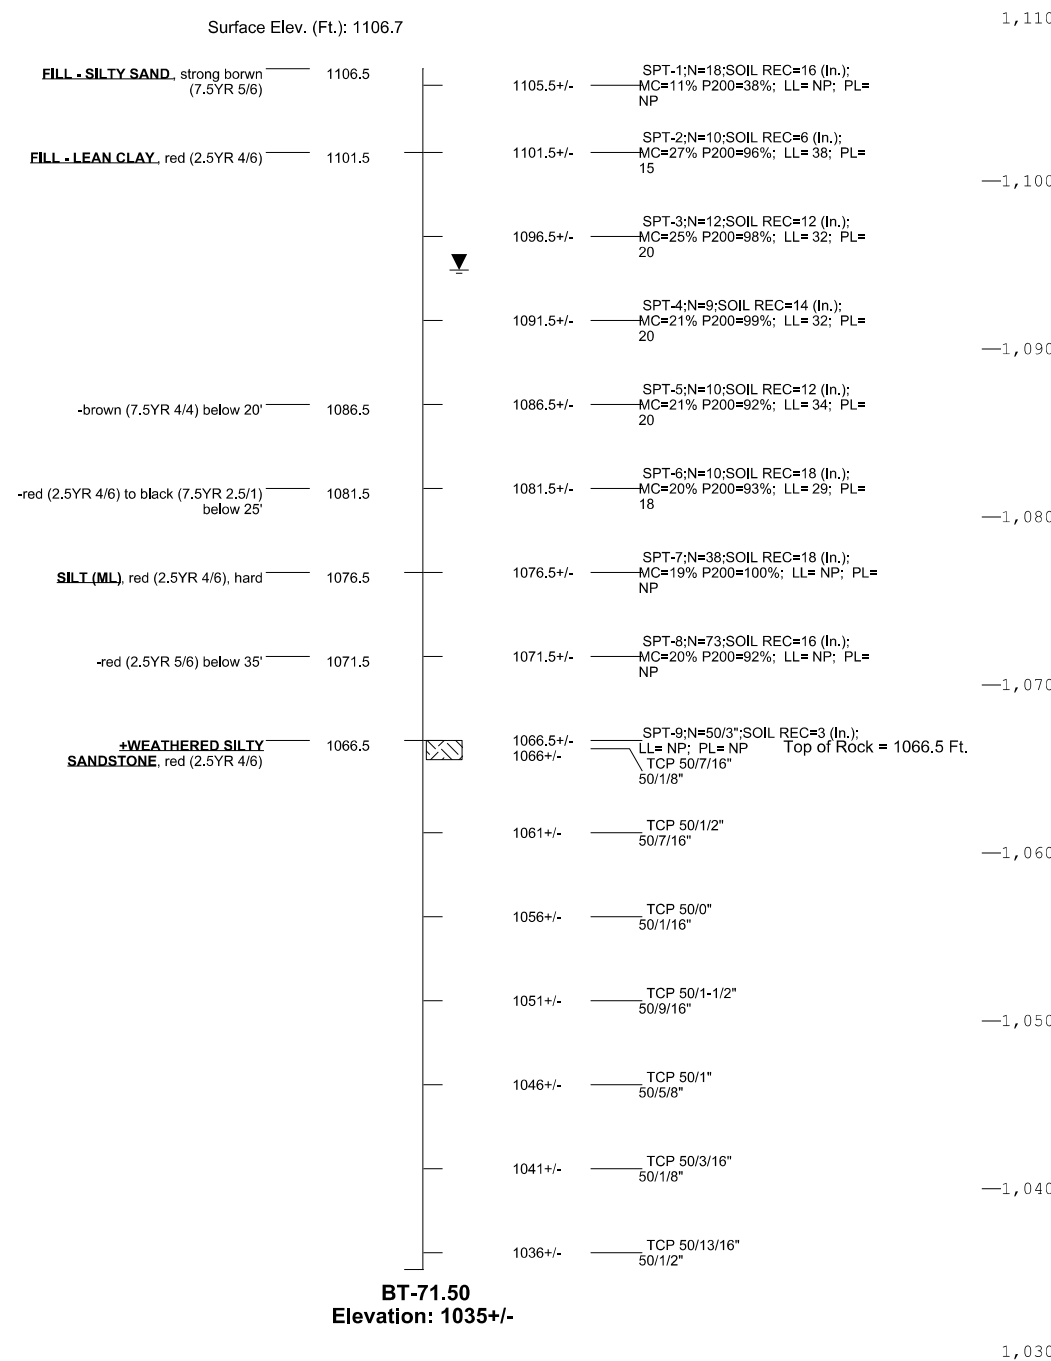 1,110
Surface Elev. (Ft.): 1106.7
FILL - SILTY SAND , strong borwn
(7.5YR 5/6)
1106.5
1105.5+/-
SPT-1;N=18;SOIL REC=16 (In.);
MC=11% P200=38%; LL= NP; PL=
NP
FILL - LEAN CLAY , red (2.5YR 4/6)
1101.5
1101.5+/-
SPT-2;N=10;SOIL REC=6 (In.);
MC=27% P200=96%; LL= 38; PL=
15
1,100
1096.5+/-
SPT-3;N=12;SOIL REC=12 (In.);
MC=25% P200=98%; LL= 32; PL=
20
1091.5+/-
SPT-4;N=9;SOIL REC=14 (In.);
MC=21% P200=99%; LL= 32; PL=
20
1,090
-brown (7.5YR 4/4) below 20'
1086.5
1086.5+/-
SPT-5;N=10;SOIL REC=12 (In.);
MC=21% P200=92%; LL= 34; PL=
20
-red (2.5YR 4/6) to black (7.5YR 2.5/1)
below 25'
1081.5
1081.5+/-
SPT-6;N=10;SOIL REC=18 (In.);
MC=20% P200=93%; LL= 29; PL=
18
1,080
SILT (ML), red (2.5YR 4/6), hard
1076.5
1076.5+/-
SPT-7;N=38;SOIL REC=18 (In.);
MC=19% P200=100%; LL= NP; PL=
NP
-red (2.5YR 5/6) below 35'
1071.5
1071.5+/-
SPT-8;N=73;SOIL REC=16 (In.);
MC=20% P200=92%; LL= NP; PL=
NP
1,070
+WEATHERED SILTY
SANDSTONE, red (2.5YR 4/6)
1066.5
1066.5+/-
SPT-9;N=50/3";SOIL REC=3 (In.);
LL= NP; PL= NP
Top of Rock = 1066.5 Ft.
1066+/-
TCP 50/7/16"
50/1/8"
1061+/-
TCP 50/1/2"
50/7/16"
1,060
1056+/-
TCP 50/0"
50/1/16"
1051+/-
TCP 50/1-1/2"
50/9/16"
1,050
1046+/-
TCP 50/1"
50/5/8"
1041+/-
TCP 50/3/16"
50/1/8"
1,040
1036+/-
TCP 50/13/16"
50/1/2"
BT-71.50
Elevation: 1035+/-
1,030